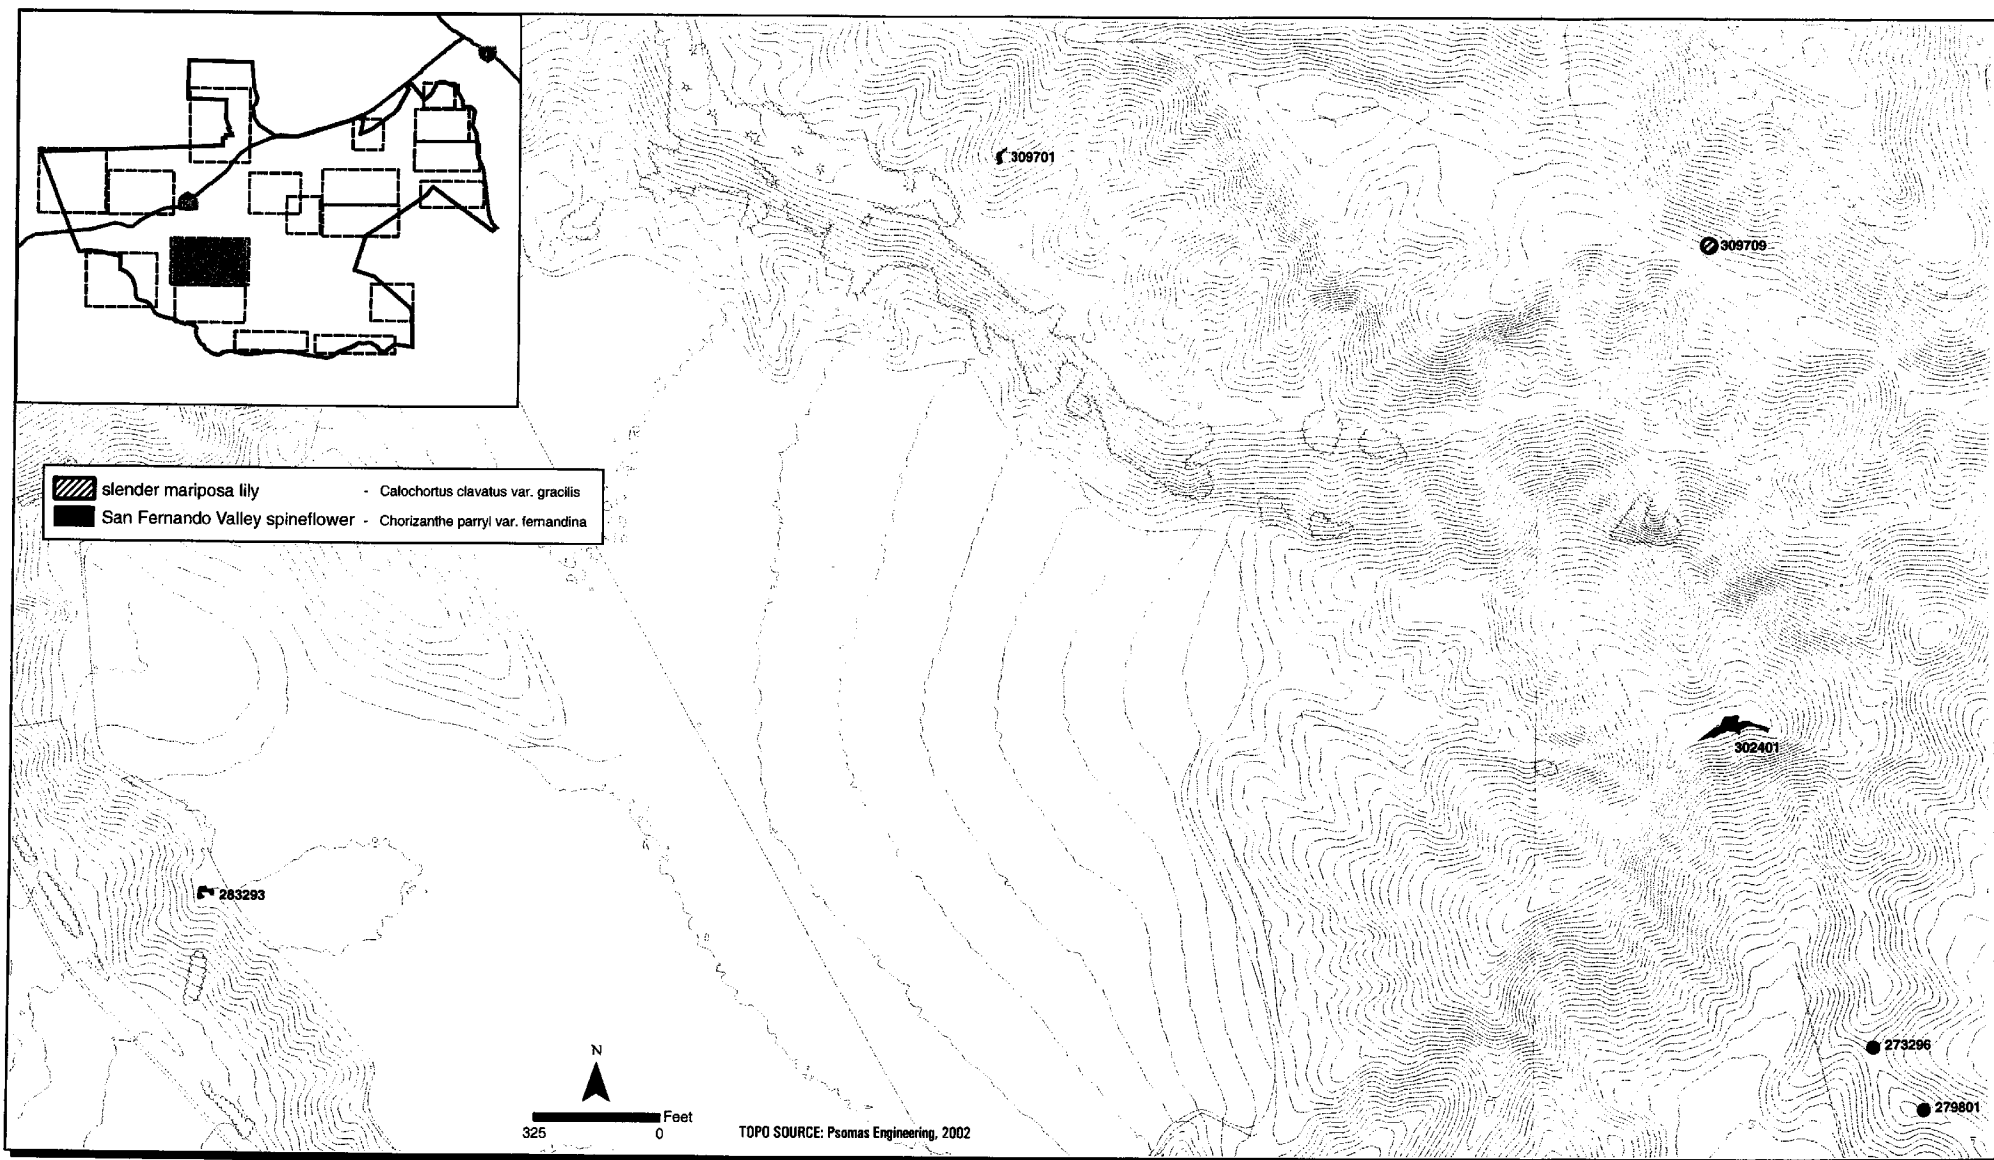 309701
309709
slender mariposa lily - Calochortus clavatus var. gracilis
San Fernando Valley spineflower - Chorizanthe parryl var. fernandina
302401
283293
273296
N
Feet
325 0
TOPO SOURCE: Psomas Engineering, 2002
279801